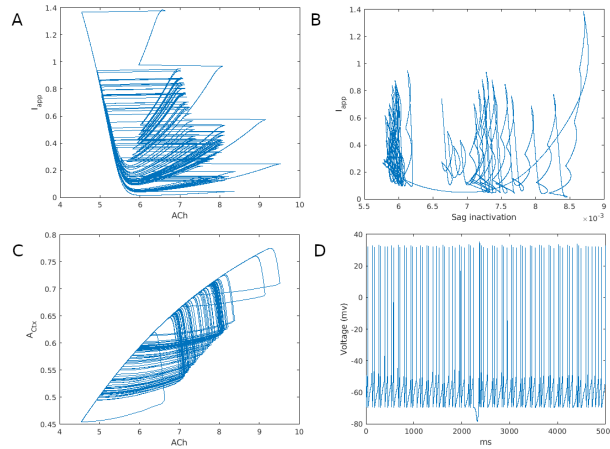 A
1.4
1.2
1
0.8
0.6
0.4
0.2
0
I_app
4 5 6 7 8 9 10
ACh
B
1.4
1.2
1
0.8
0.6
0.4
0.2
0
I_app
5.5 6 6.5 7 7.5 8 8.5 9
Sag inactivation
×10⁻³
C
0.8
0.75
0.7
0.65
0.6
0.55
0.5
0.45
A_Ctx
4 5 6 7 8 9 10
ACh
D
40
20
0
-20
-40
-60
-80
Voltage (mv)
0 1000 2000 3000 4000 5000
ms